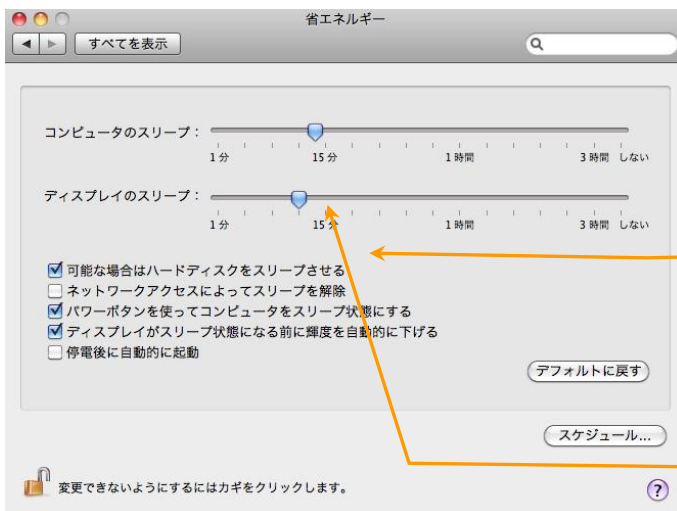 省エネルギー
すべてを表示
コンピュータのスリープ：
1分 15分 1時間 3時間 しない
ディスプレイのスリープ：
1分 15分 1時間 3時間 しない
可能な場合はハードディスクをスリープさせる
ネットワークアクセスによってスリープを解除
パワーボタンを使ってコンピュータをスリープ状態にする
ディスプレイがスリープ状態になる前に輝度を自動的に下げる
停電後に自動的に起動
デフォルトに戻す
スケジュール...
変更できないようにするにはカギをクリックします。
?